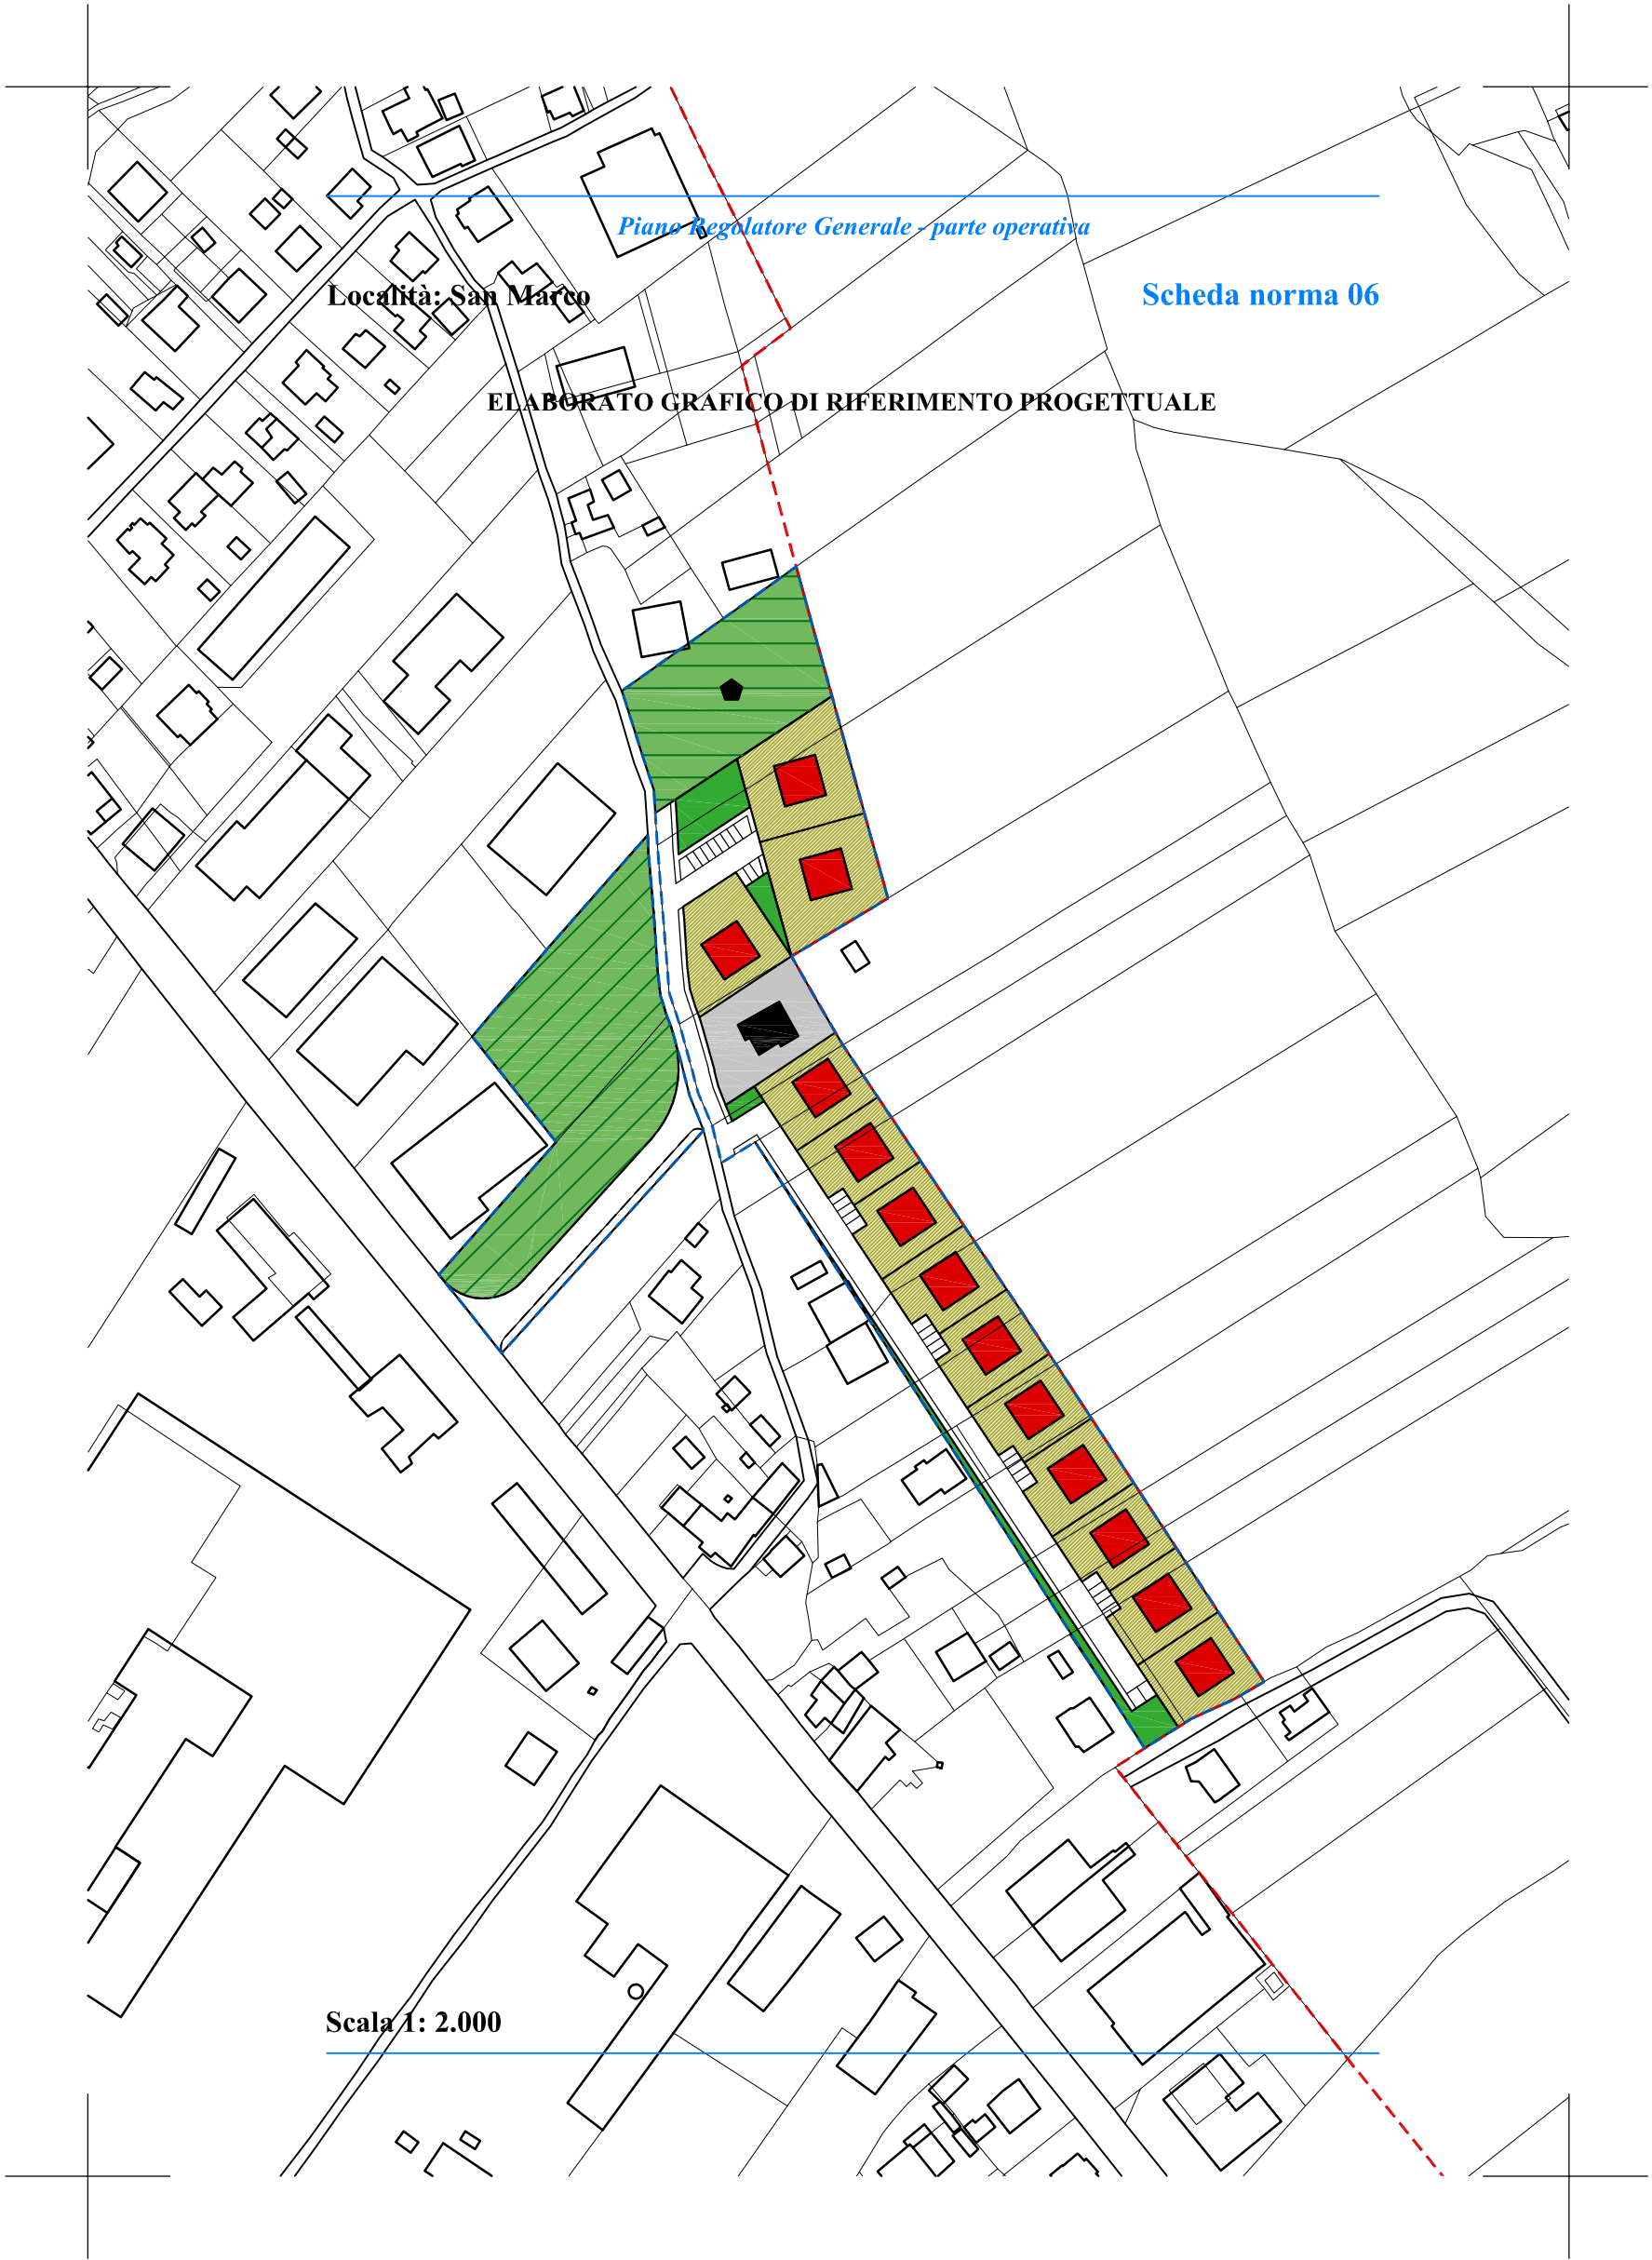 Piano Regolatore Generale - parte operativa
Località: San Marco
Scheda norma 06
ELABORATO GRAFICO DI RIFERIMENTO PROGETTUALE
Scala 1: 2.000